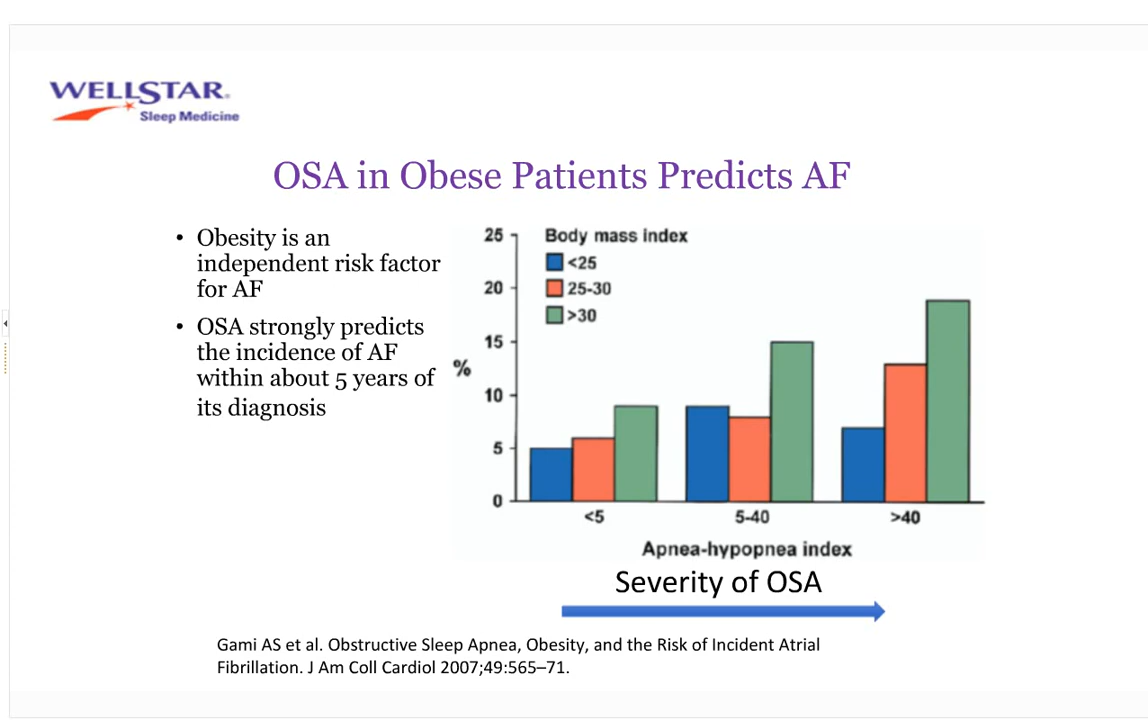 WELLSTAR®
Sleep Medicine
OSA in Obese Patients Predicts AF
• Obesity is an
independent risk factor
for AF
• OSA strongly predicts
the incidence of AF
within about 5 years of
its diagnosis
Body mass index
<25
25-30
>30
25
20
15
%
10
5
0
<5
5-40
>40
Apnea-hypopnea index
Severity of OSA
Gami AS et al. Obstructive Sleep Apnea, Obesity, and the Risk of Incident Atrial
Fibrillation. J Am Coll Cardiol 2007;49:565–71.